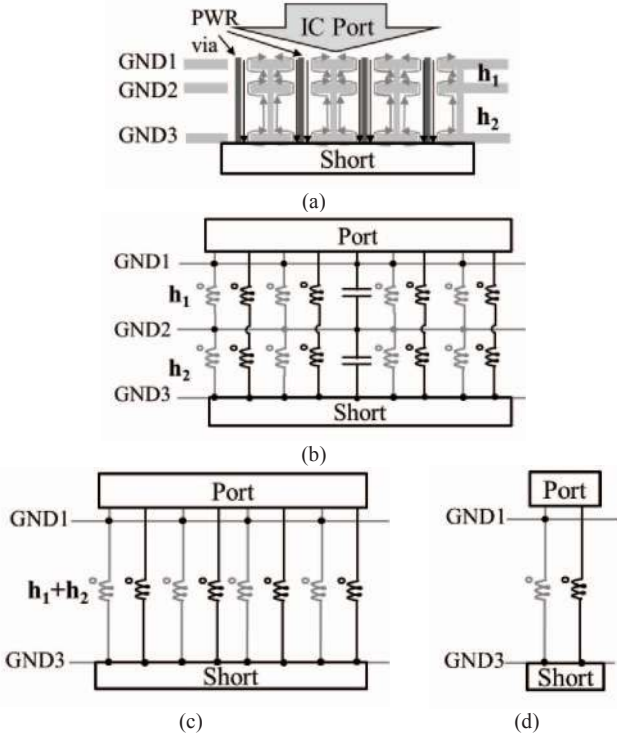 PWR
via
IC Port
GND1
h1
GND2
h2
GND3
Short
(a)
Port
GND1
h1
GND2
h2
GND3
Short
(b)
Port
GND1
h1+h2
GND3
Short
(c)
Port
GND1
GND3
Short
(d)